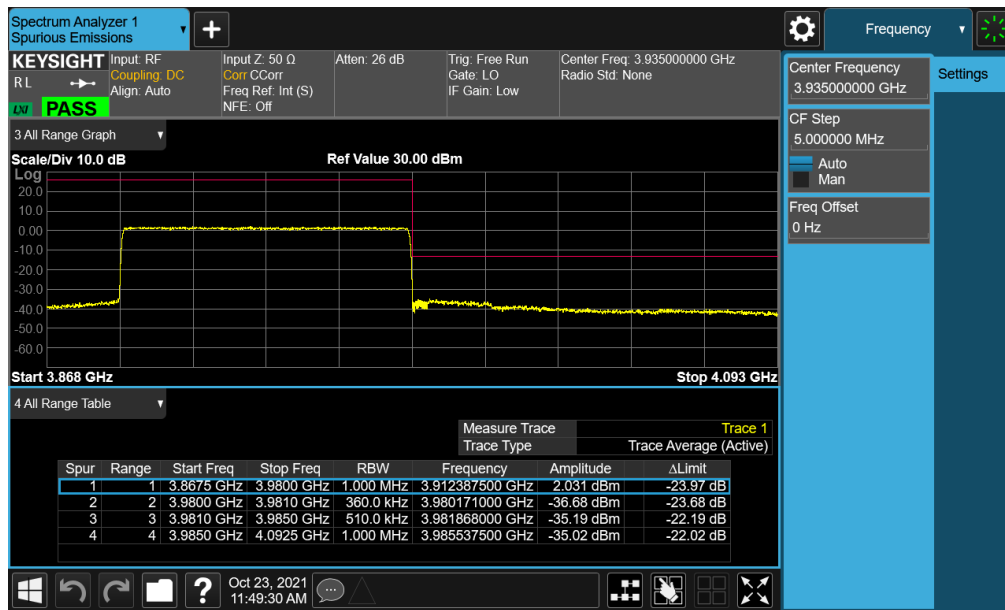 Spectrum Analyzer 1
Spurious Emissions
Frequency
KEYSIGHT
R L
LXI
PASS
Input: RF
Coupling: DC
Align: Auto
Input Z: 50 Ω
Corr CCorr
Freq Ref: Int (S)
NFE: Off
Atten: 26 dB
Trig: Free Run
Gate: LO
IF Gain: Low
Center Freq: 3.935000000 GHz
Radio Std: None
Center Frequency
3.935000000 GHz
Settings
CF Step
5.000000 MHz
Auto
Man
Freq Offset
0 Hz
3 All Range Graph
Scale/Div 10.0 dB Ref Value 30.00 dBm
Log
20.0
10.0
0.00
-10.0
-20.0
-30.0
-40.0
-50.0
-60.0
Start 3.868 GHz Stop 4.093 GHz
4 All Range Table
Measure Trace Trace 1
Trace Type Trace Average (Active)
Spur Range Start Freq Stop Freq RBW Frequency Amplitude ΔLimit
1 1 3.8675 GHz 3.9800 GHz 1.000 MHz 3.912387500 GHz 2.031 dBm -23.97 dB
2 2 3.9800 GHz 3.9810 GHz 360.0 kHz 3.980171000 GHz -36.68 dBm -23.68 dB
3 3 3.9810 GHz 3.9850 GHz 510.0 kHz 3.981868000 GHz -35.19 dBm -22.19 dB
4 4 3.9850 GHz 4.0925 GHz 1.000 MHz 3.985537500 GHz -35.02 dBm -22.02 dB
?
Oct 23, 2021
11:49:30 AM